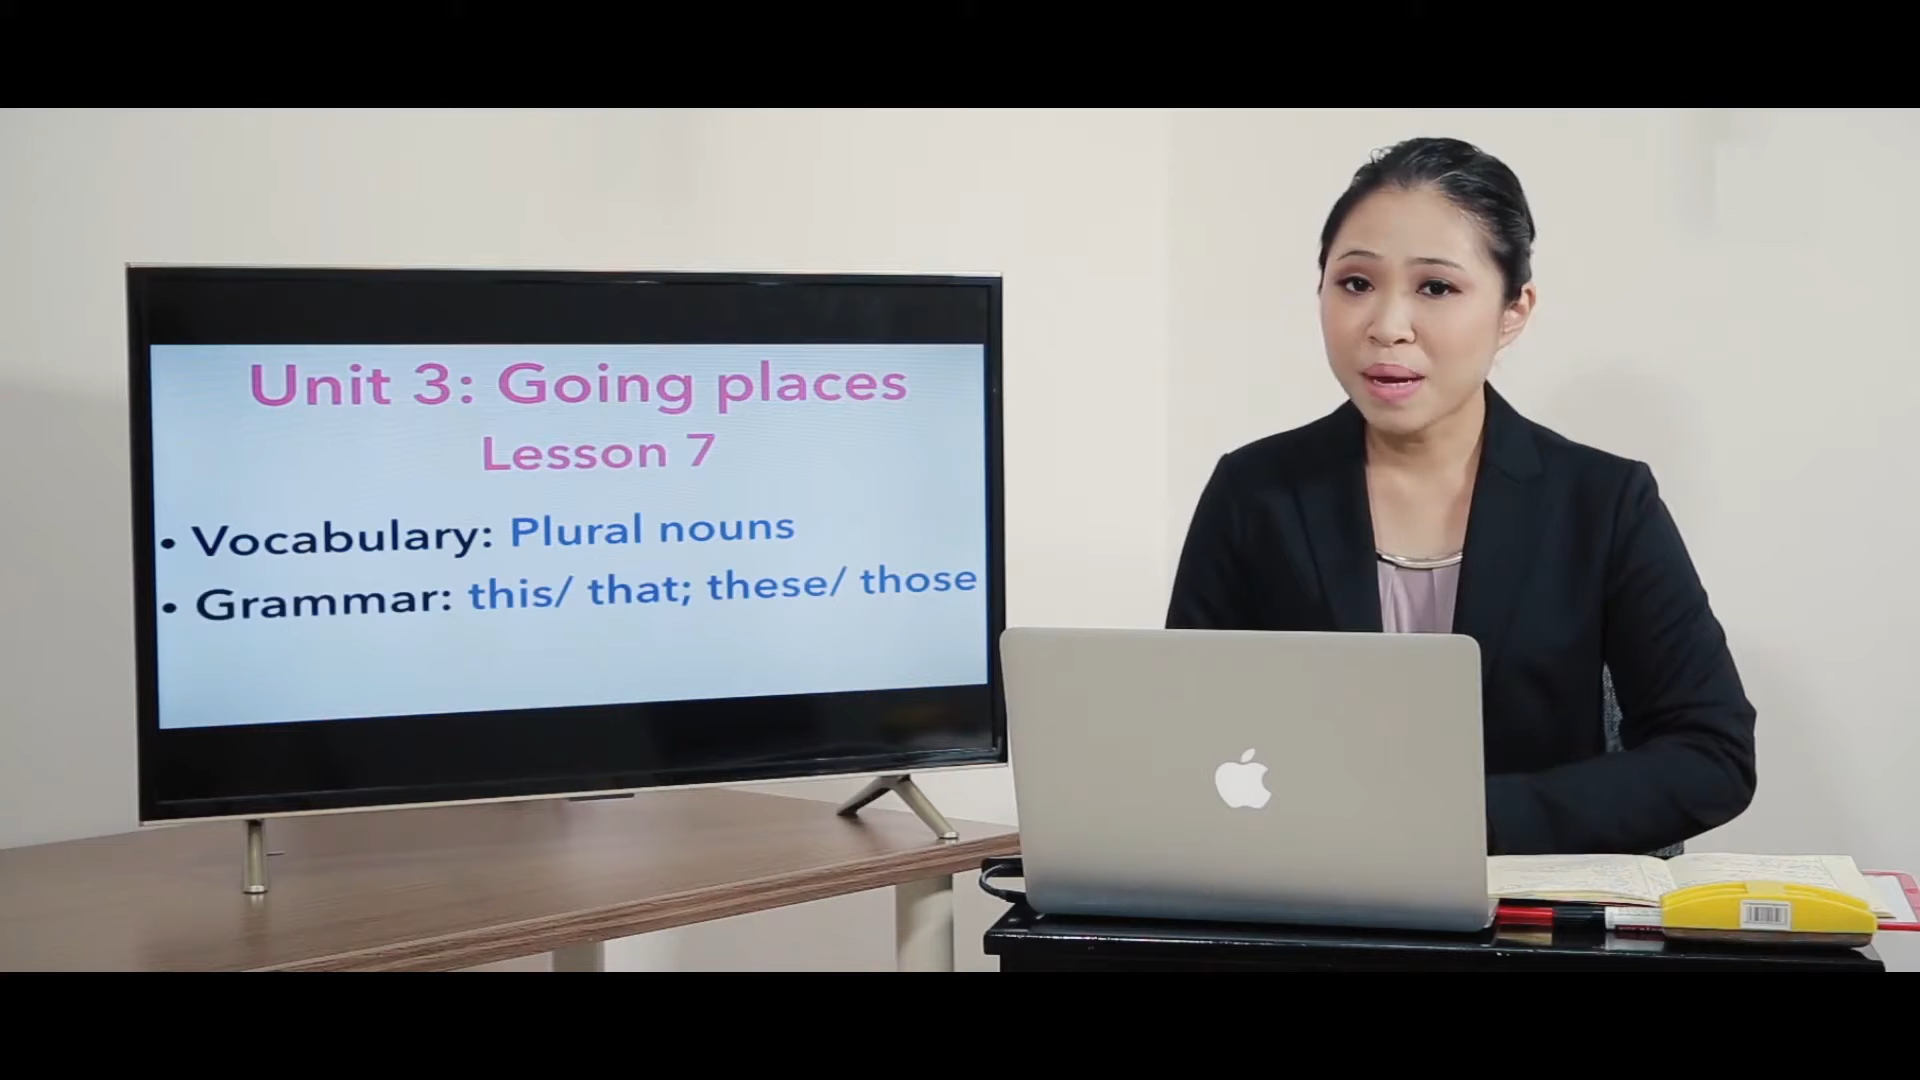 Unit 3: Going places
Lesson 7
• Vocabulary: Plural nouns
• Grammar: this/ that; these/ those